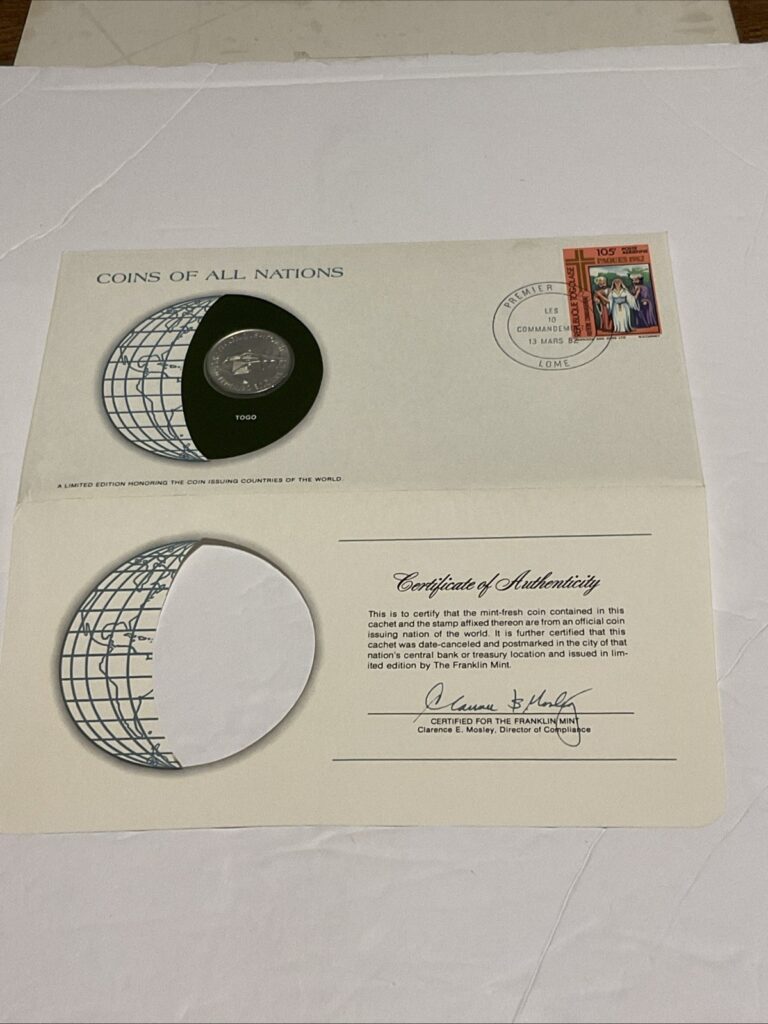 COINS OF ALL NATIONS
105F POSTE AERIENNE
PAQUES 1982
REPUBLIQUE TOGOLAISE
PREMIER
LES
10
COMMANDEM
13 MARS 82
LOME
TOGO
A LIMITED EDITION HONORING THE COIN ISSUING COUNTRIES OF THE WORLD.
Certificate of Authenticity
This is to certify that the mint-fresh coin contained in this
cachet and the stamp affixed thereon are from an official coin
issuing nation of the world. It is further certified that this
cachet was date-canceled and postmarked in the city of that
nation's central bank or treasury location and issued in lim-
ited edition by The Franklin Mint.
CERTIFIED FOR THE FRANKLIN MINT
Clarence E. Mosley, Director of Compliance